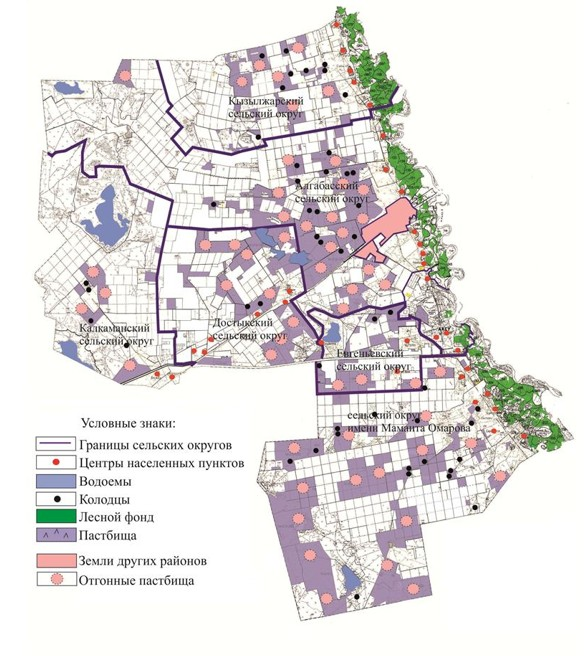 Кызылжарский
сельский округ
Алгабасский
сельский округ
Достыкский
сельский округ
Калкаманский
сельский округ
Евгеньевский
сельский округ
сельский округ
имени Маманта Омарова
Условные знаки:
Границы сельских округов
Центры населенных пунктов
Водоемы
Колодцы
Лесной фонд
Пастбища
Земли других районов
Отгонные пастбища